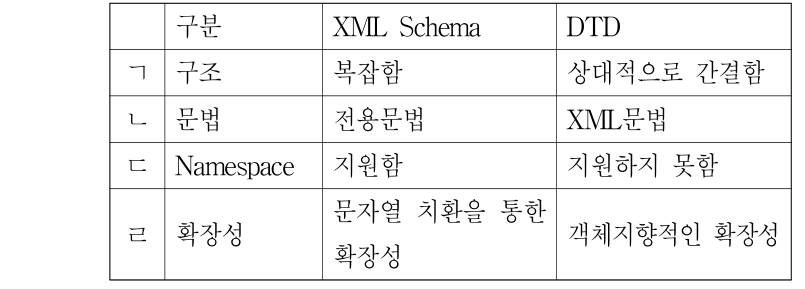 구분 XML Schema DTD
ㄱ 구조 복잡함 상대적으로 간결함
ㄴ 문법 전용문법 XML문법
ㄷ Namespace 지원함 지원하지 못함
ㄹ 확장성 문자열 치환을 통한
확장성 객체지향적인 확장성